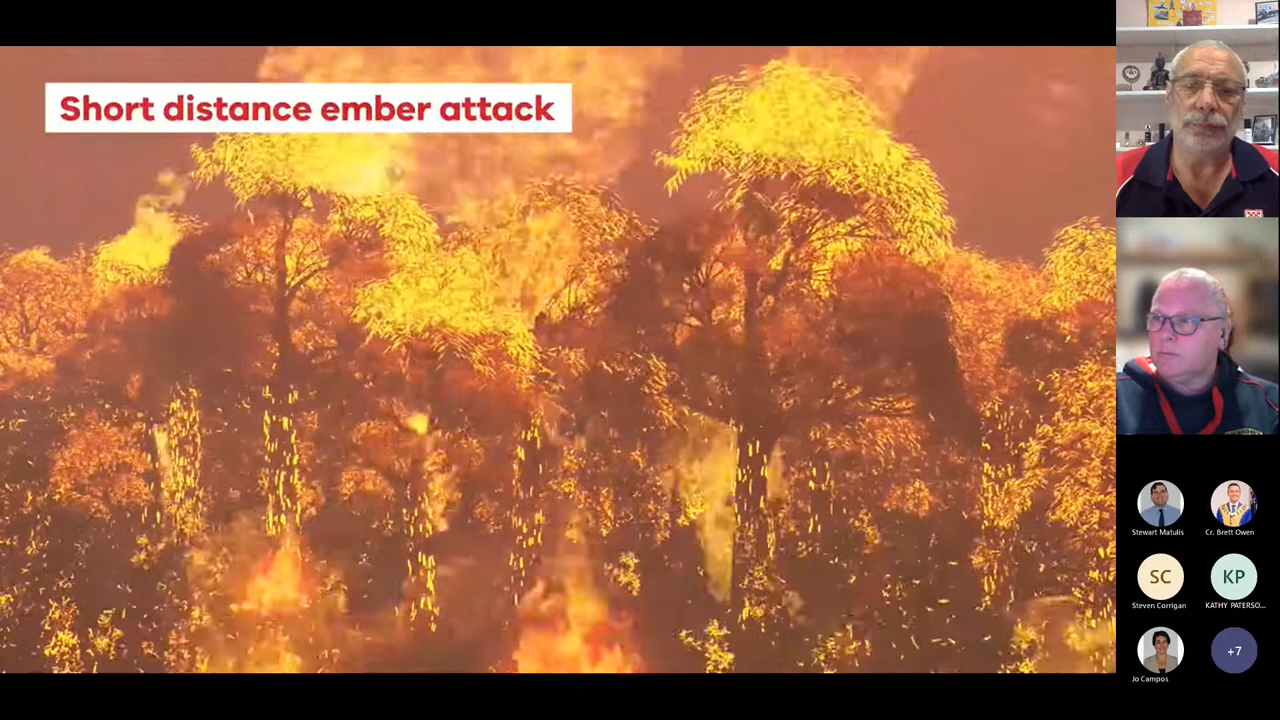 Short distance ember attack
Stewart Matulis
Cr. Brett Owen
SC
KP
Steven Corrigan
KATHY PATERSO...
+7
Jo Campos